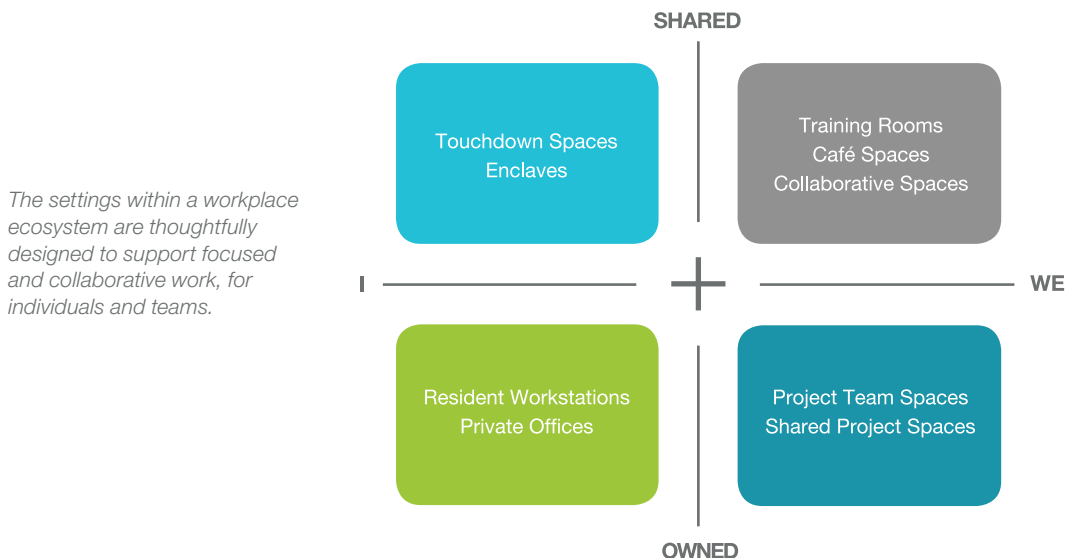 SHARED
Touchdown Spaces
Enclaves
Training Rooms
Café Spaces
Collaborative Spaces
The settings within a workplace
ecosystem are thoughtfully
designed to support focused
and collaborative work, for
individuals and teams.
I
WE
Resident Workstations
Private Offices
Project Team Spaces
Shared Project Spaces
OWNED